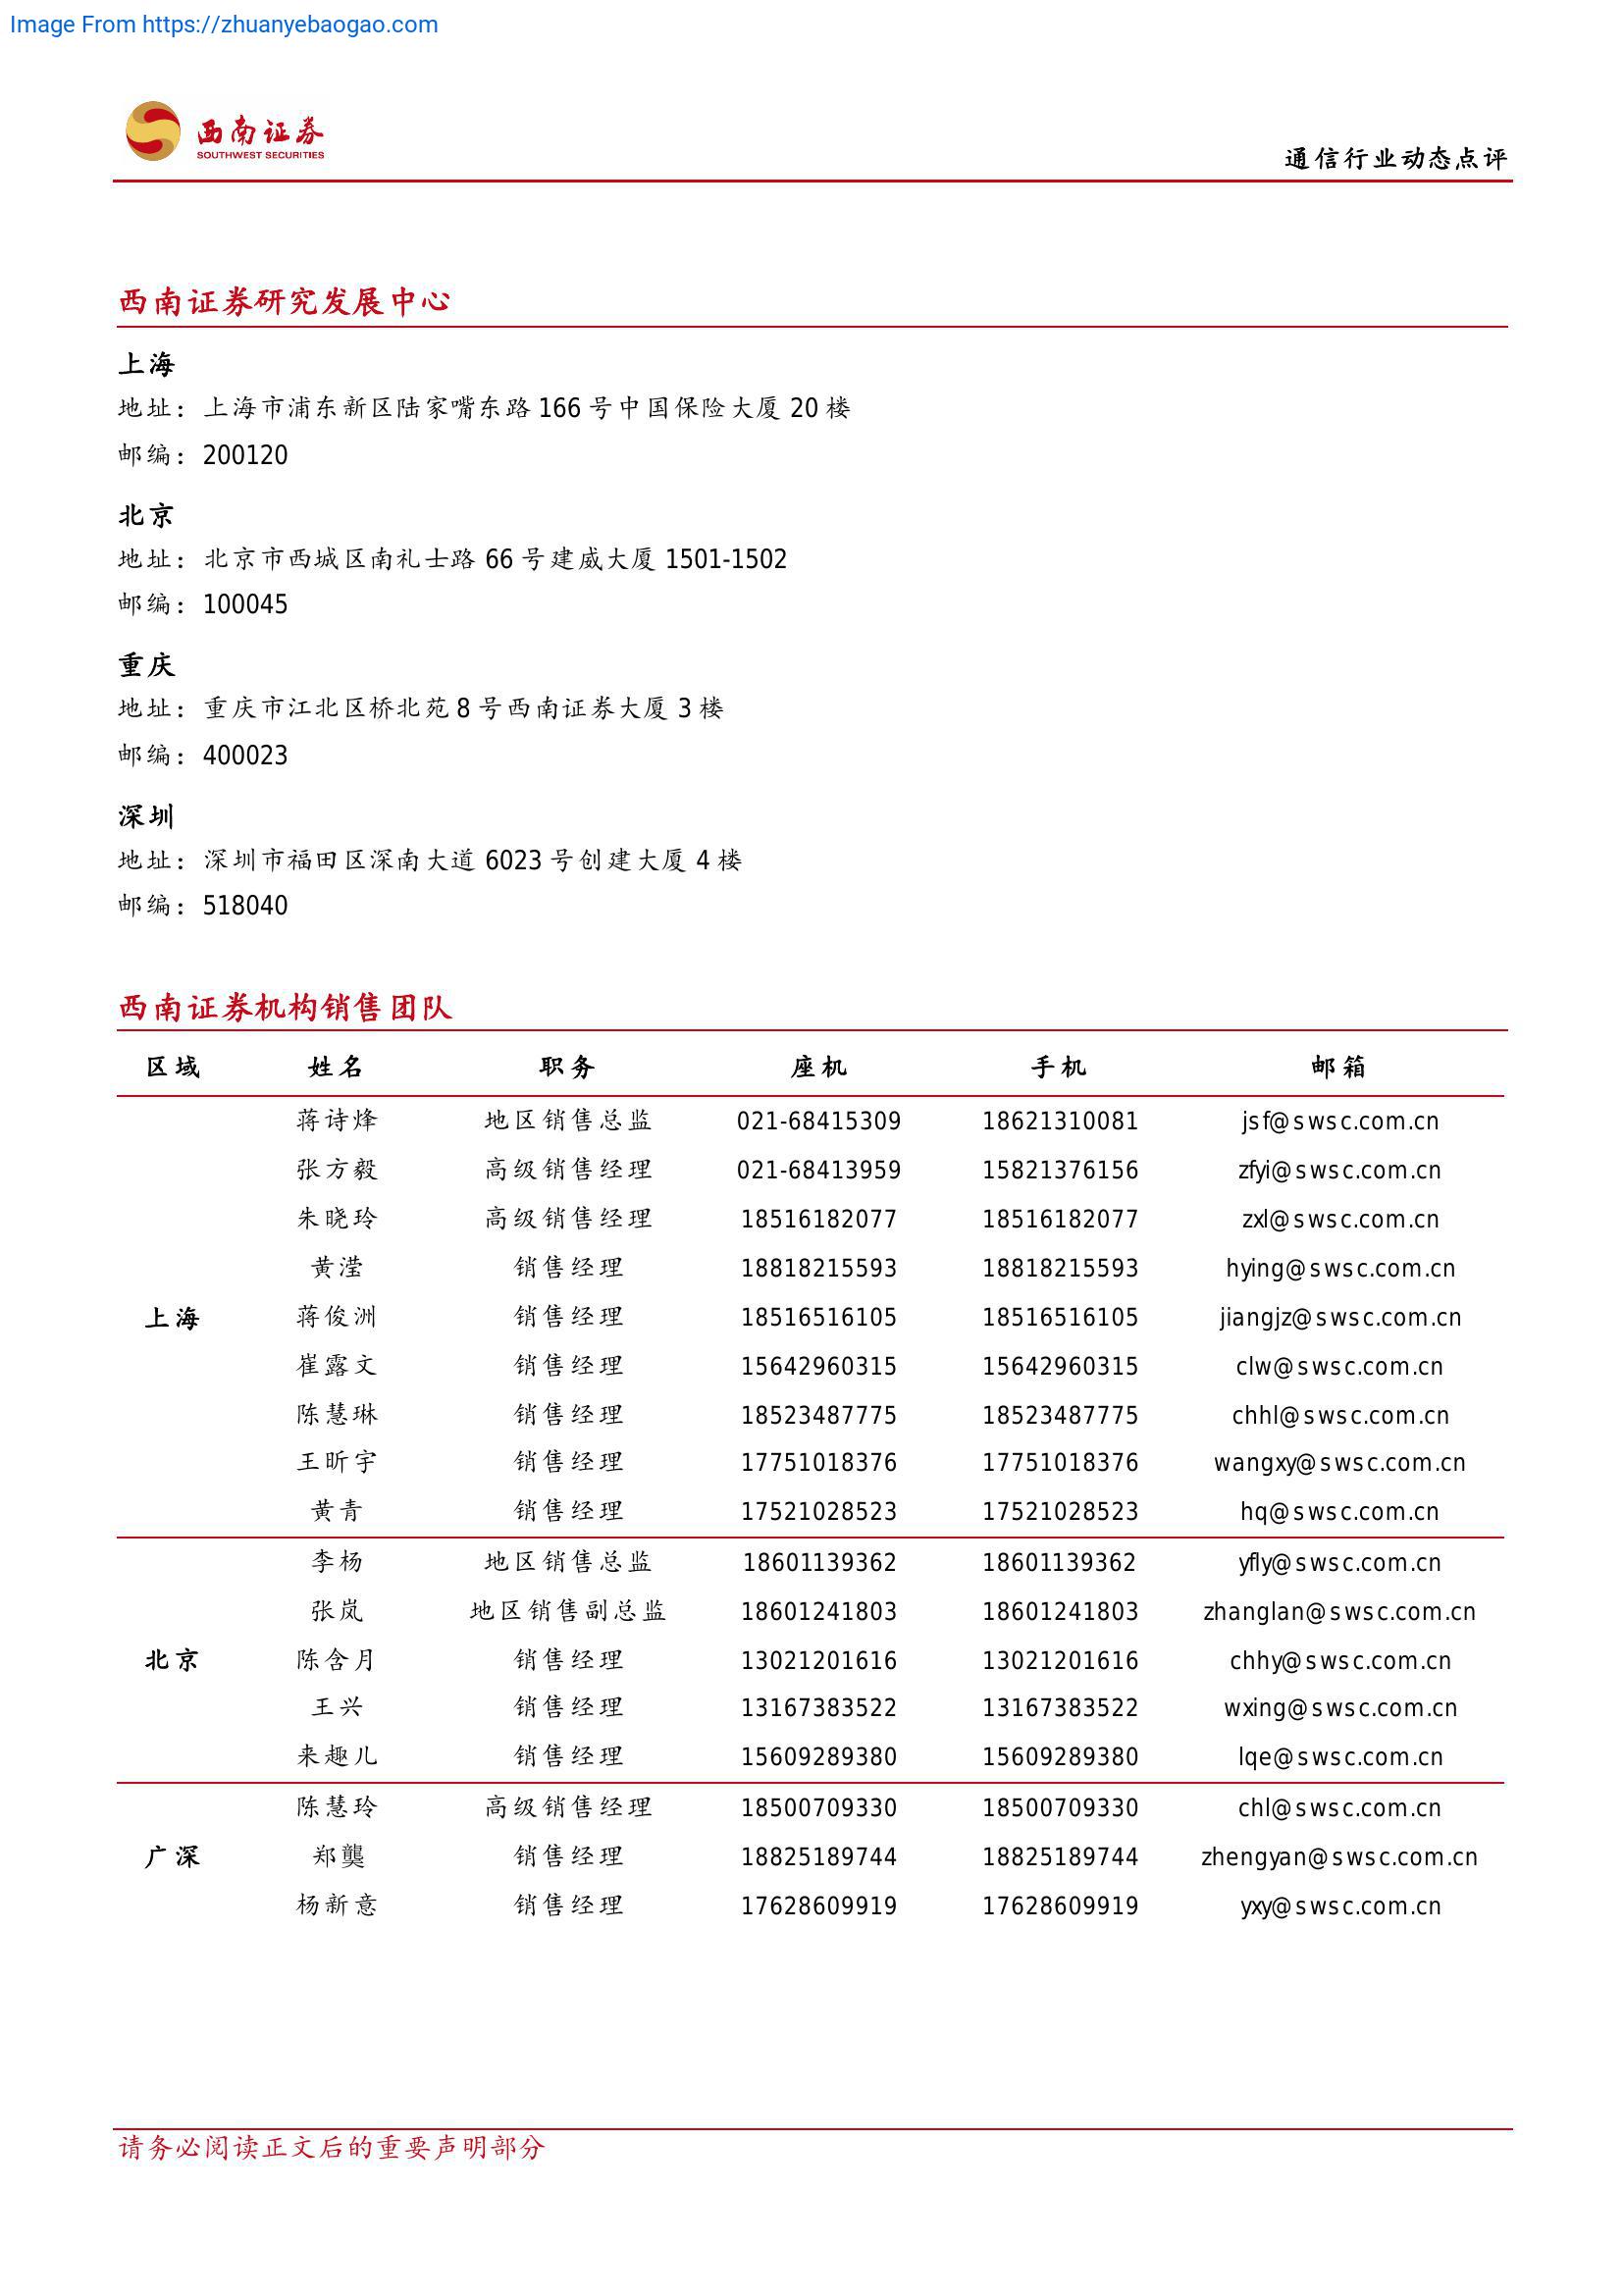 Image From https://zhuanyebaogao.com
西南证券
SOUTHWEST SECURITIES
通信行业动态点评
西南证券研究发展中心
上海
地址：上海市浦东新区陆家嘴东路 166 号中国保险大厦 20 楼
邮编：200120
北京
地址：北京市西城区南礼士路 66 号建威大厦 1501-1502
邮编：100045
重庆
地址：重庆市江北区桥北苑 8 号西南证券大厦 3 楼
邮编：400023
深圳
地址：深圳市福田区深南大道 6023 号创建大厦 4 楼
邮编：518040
西南证券机构销售团队
区域 姓名 职务 座机 手机 邮箱
蒋诗烽 地区销售总监 021-68415309 18621310081 jsf@swsc.com.cn
张方毅 高级销售经理 021-68413959 15821376156 zfyi@swsc.com.cn
朱晓玲 高级销售经理 18516182077 18516182077 zxl@swsc.com.cn
黄滢 销售经理 18818215593 18818215593 hying@swsc.com.cn
上海 蒋俊洲 销售经理 18516516105 18516516105 jiangjz@swsc.com.cn
崔露文 销售经理 15642960315 15642960315 clw@swsc.com.cn
陈慧琳 销售经理 18523487775 18523487775 chhl@swsc.com.cn
王昕宇 销售经理 17751018376 17751018376 wangxy@swsc.com.cn
黄青 销售经理 17521028523 17521028523 hq@swsc.com.cn
李杨 地区销售总监 18601139362 18601139362 yfly@swsc.com.cn
张岚 地区销售副总监 18601241803 18601241803 zhanglan@swsc.com.cn
北京 陈含月 销售经理 13021201616 13021201616 chhy@swsc.com.cn
王兴 销售经理 13167383522 13167383522 wxing@swsc.com.cn
来趣儿 销售经理 15609289380 15609289380 lqe@swsc.com.cn
陈慧玲 高级销售经理 18500709330 18500709330 chl@swsc.com.cn
广深 郑龑 销售经理 18825189744 18825189744 zhengyan@swsc.com.cn
杨新意 销售经理 17628609919 17628609919 yxy@swsc.com.cn
请务必阅读正文后的重要声明部分